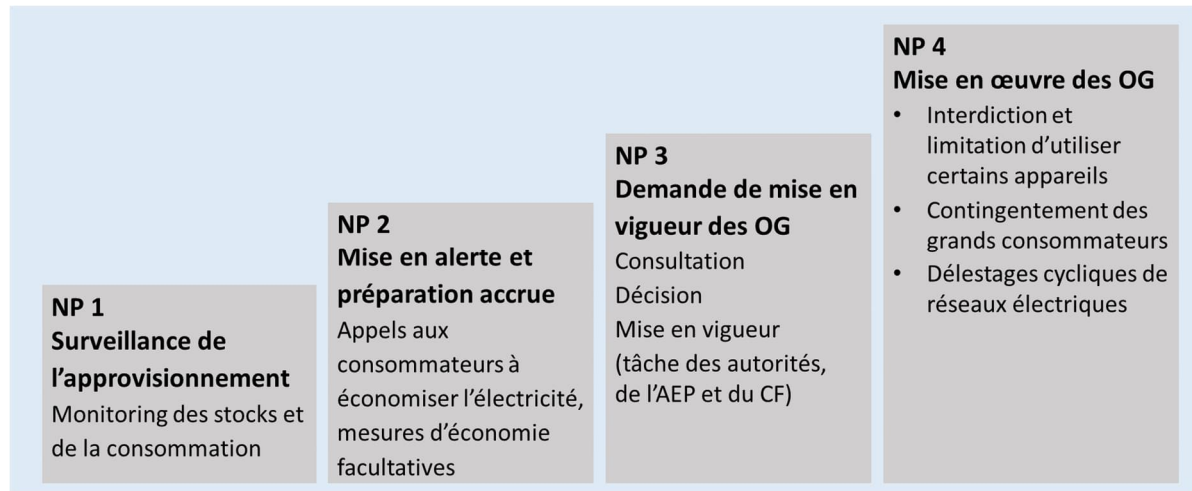 NP 1
Surveillance de
l’approvisionnement
Monitoring des stocks et
de la consommation
NP 2
Mise en alerte et
préparation accrue
Appels aux
consommateurs à
économiser l’électricité,
mesures d’économie
facultatives
NP 3
Demande de mise en
vigueur des OG
Consultation
Décision
Mise en vigueur
(tâche des autorités,
de l’AEP et du CF)
NP 4
Mise en œuvre des OG
• Interdiction et
limitation d’utiliser
certains appareils
• Contingentement des
grands consommateurs
• Délestages cycliques de
réseaux électriques